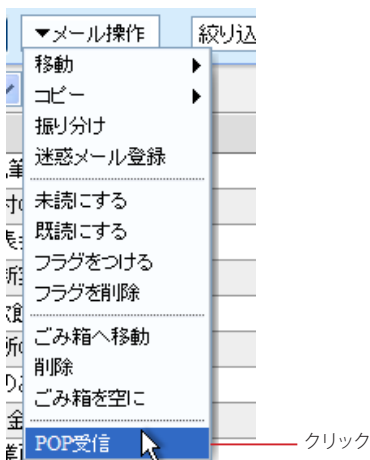 ▼メール操作
絞り込
移動
コピー
振り分け
迷惑メール登録
未読にする
既読にする
フラグをつける
フラグを削除
ごみ箱へ移動
削除
ごみ箱を空に
POP受信
クリック